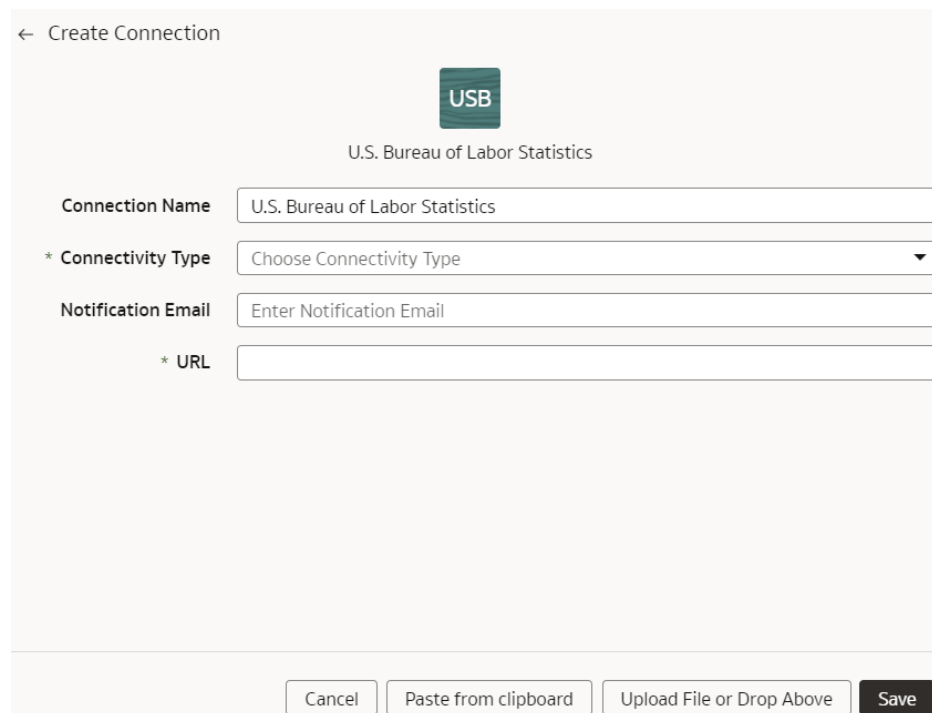 ← Create Connection
USB
U.S. Bureau of Labor Statistics
Connection Name U.S. Bureau of Labor Statistics
* Connectivity Type Choose Connectivity Type
Notification Email Enter Notification Email
* URL
Cancel Paste from clipboard Upload File or Drop Above Save